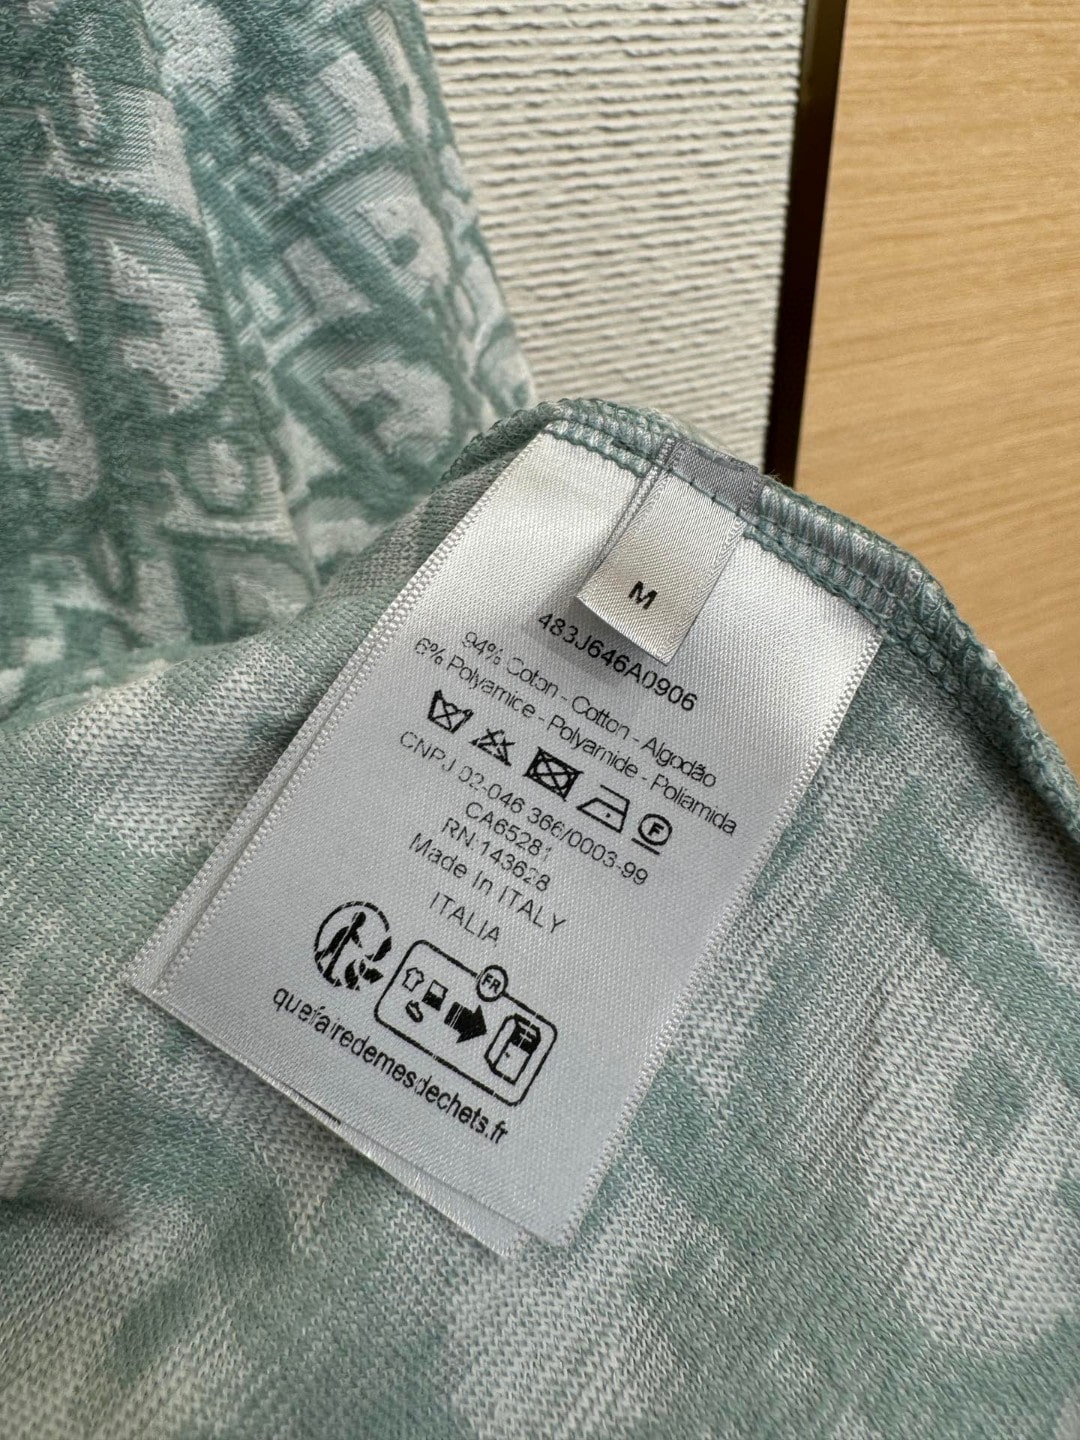 M
483J646A0906
94% Coton - Cotton - Algodão
6% Polyamide - Polyamide - Poliamida
F
CNPJ 02-046 366/0003-99
CA65281
RN 143628
Made In ITALY
ITALIA
FR
quefairedemesdechets.fr